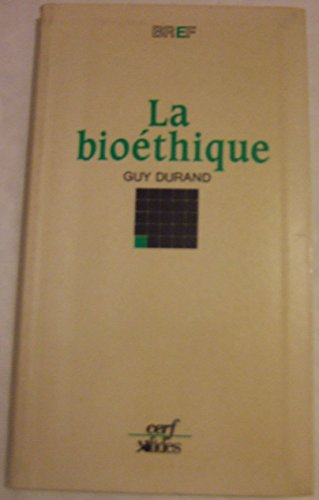 BREF
La
bioéthique
GUY DURAND
cerf
fides